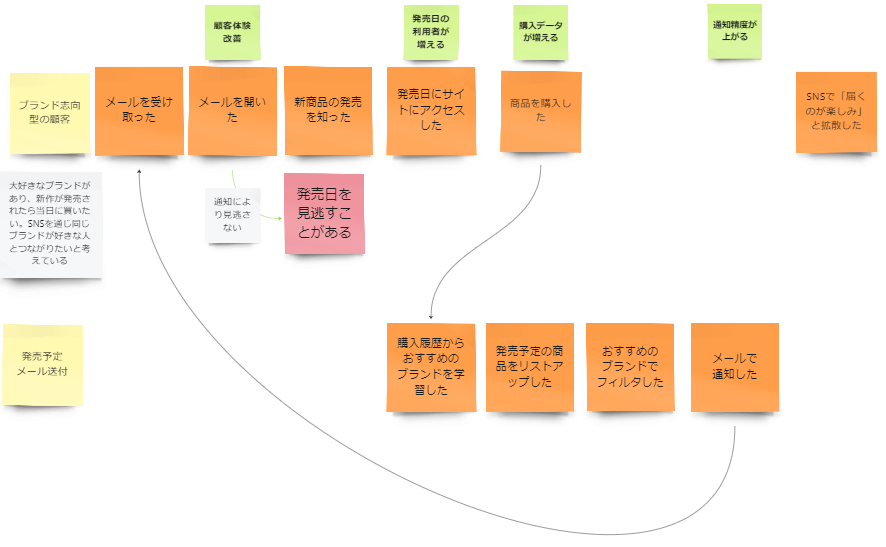 顧客体験
改善
発売日の
利用者が
増える
購入データ
が増える
通知精度が
上がる
ブランド志向
型の顧客
メールを受け
取った
メールを開い
た
新商品の発売
を知った
発売日にサイ
トにアクセス
した
商品を購入し
た
SNSで「届く
のが楽しみ」
と拡散した
大好きなブランドが
あり、新作が発売さ
れたら当日に買いた
い。SNSを通じ同じ
ブランドが好きな人
とつながりたいと考
えている
通知によ
り見逃さ
ない
発売日を
見逃すこ
とがある
発売予定
メール送付
購入履歴から
おすすめの
ブランドを学
習した
発売予定の商
品をリストア
ップした
おすすめの
ブランドで
フィルタした
メールで
通知した